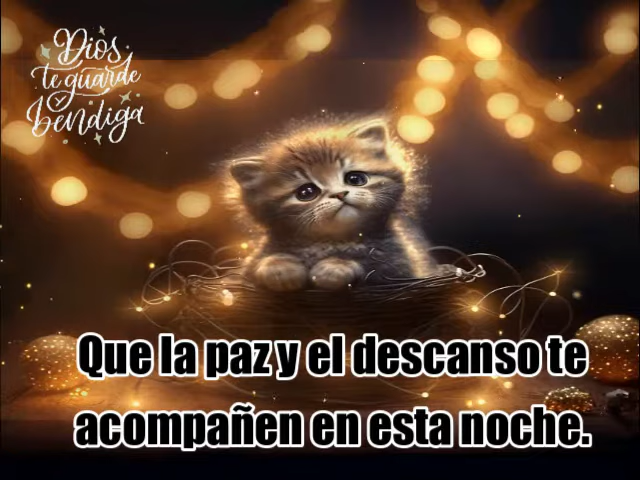 Dios
te guarde
y
bendiga
Que la paz y el descanso te
acompañen en esta noche.